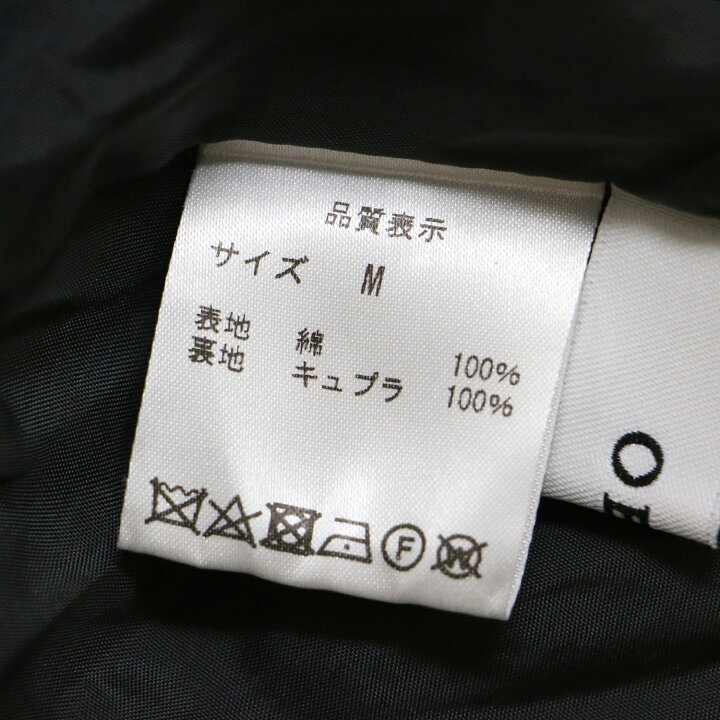 品質表示
サイズ M
表地 綿 100%
裏地 キュプラ 100%
F W
O